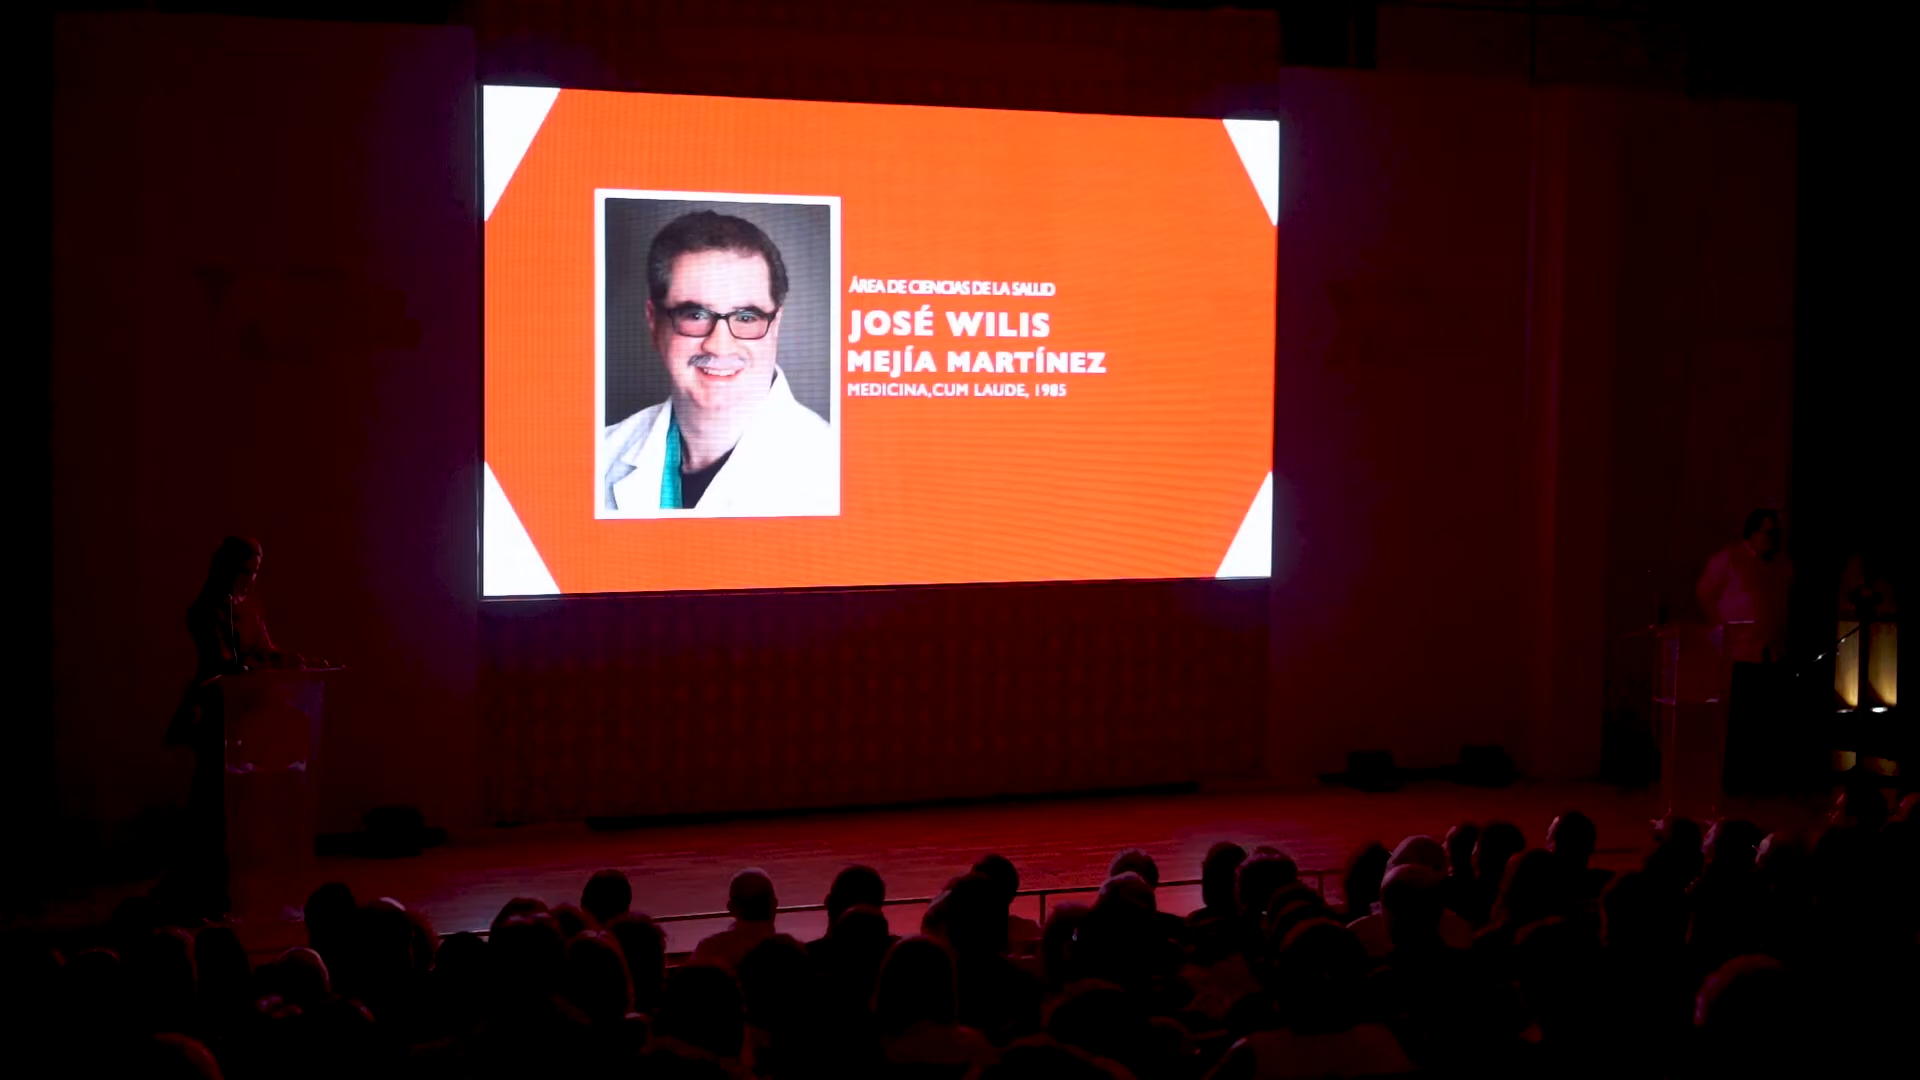 ÁREA DE CIENCIAS DE LA SALUD
JOSÉ WILIS
MEJÍA MARTÍNEZ
MEDICINA,CUM LAUDE, 1985